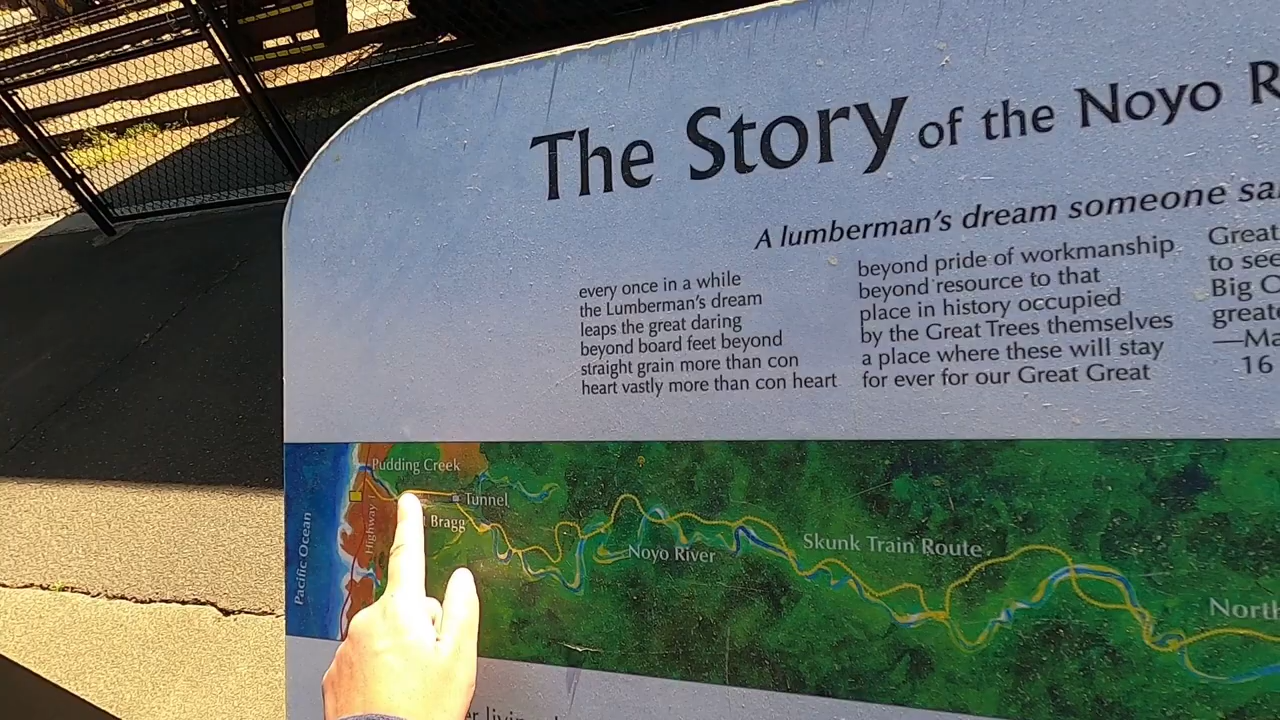 The Story of the Noyo
A lumberman's dream someone
every once in a while
the Lumberman's dream
leaps the great daring
beyond board feet beyond
straight grain more than con
heart vastly more than con heart
beyond pride of workmanship
beyond resource to that
place in history occupied
by the Great Trees themselves
a place where these will stay
for ever for our Great Great
Great
to see
Big
16
Pudding Creek
Tunnel
Bragg
Highway
Pacific Ocean
Noyo River
Skunk Train Route
North